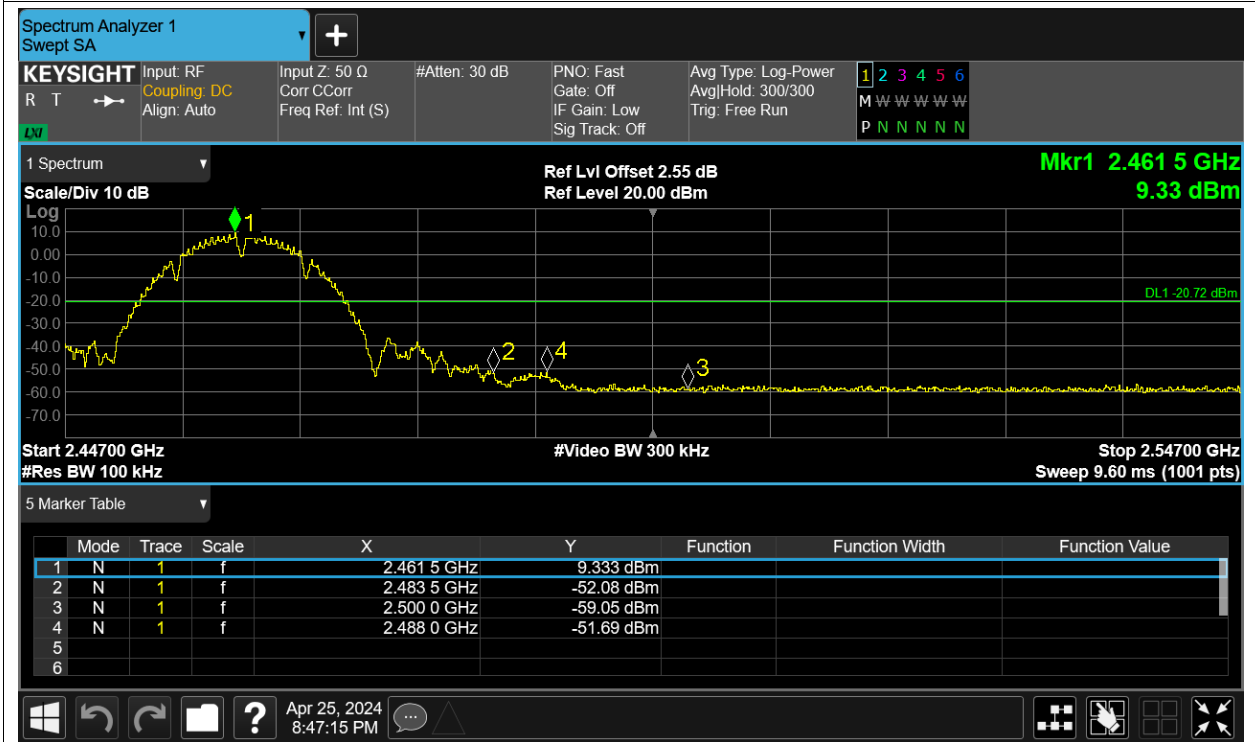 Spectrum Analyzer 1
Swept SA
+
KEYSIGHT Input: RF Input Z: 50 Ω #Atten: 30 dB PNO: Fast Avg Type: Log-Power 1 2 3 4 5 6
R T Coupling: DC Corr CCorr Gate: Off Avg|Hold: 300/300 M W W W W W
Align: Auto Freq Ref: Int (S) IF Gain: Low Trig: Free Run
LXI Sig Track: Off P N N N N N
1 Spectrum Ref Lvl Offset 2.55 dB Mkr1 2.461 5 GHz
Scale/Div 10 dB Ref Level 20.00 dBm 9.33 dBm
Log
1
10.0
0.00
-10.0
-20.0 DL1 -20.72 dBm
-30.0
-40.0
2 4
-50.0
3
-60.0
-70.0
Start 2.44700 GHz #Video BW 300 kHz Stop 2.54700 GHz
#Res BW 100 kHz Sweep 9.60 ms (1001 pts)
5 Marker Table
Mode Trace Scale X Y Function Function Width Function Value
1 N 1 f 2.461 5 GHz 9.333 dBm
2 N 1 f 2.483 5 GHz -52.08 dBm
3 N 1 f 2.500 0 GHz -59.05 dBm
4 N 1 f 2.488 0 GHz -51.69 dBm
5
6
? Apr 25, 2024
8:47:15 PM